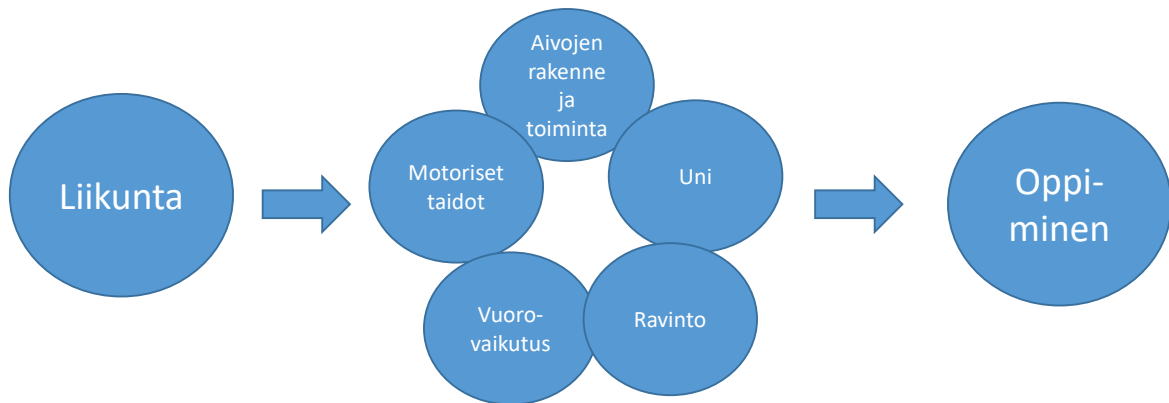 Liikunta
Aivojen
rakenne
ja
toiminta
Motoriset
taidot
Uni
Vuoro-
vaikutus
Ravinto
Oppi-
minen